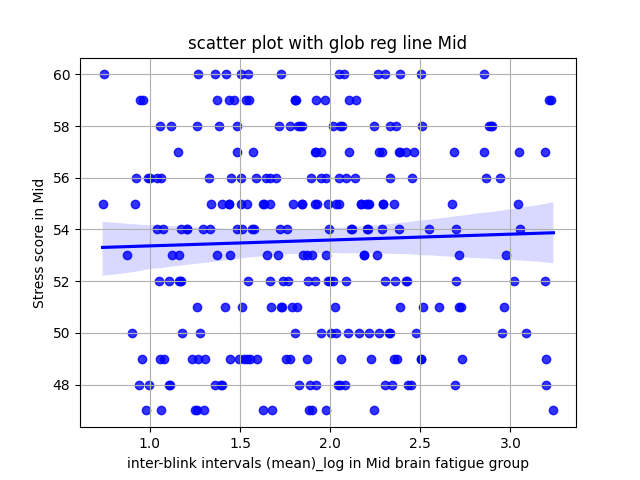 scatter plot with glob reg line Mid
60
58
56
54
52
50
48
Stress score in Mid
1.0 1.5 2.0 2.5 3.0
inter-blink intervals (mean)_log in Mid brain fatigue group